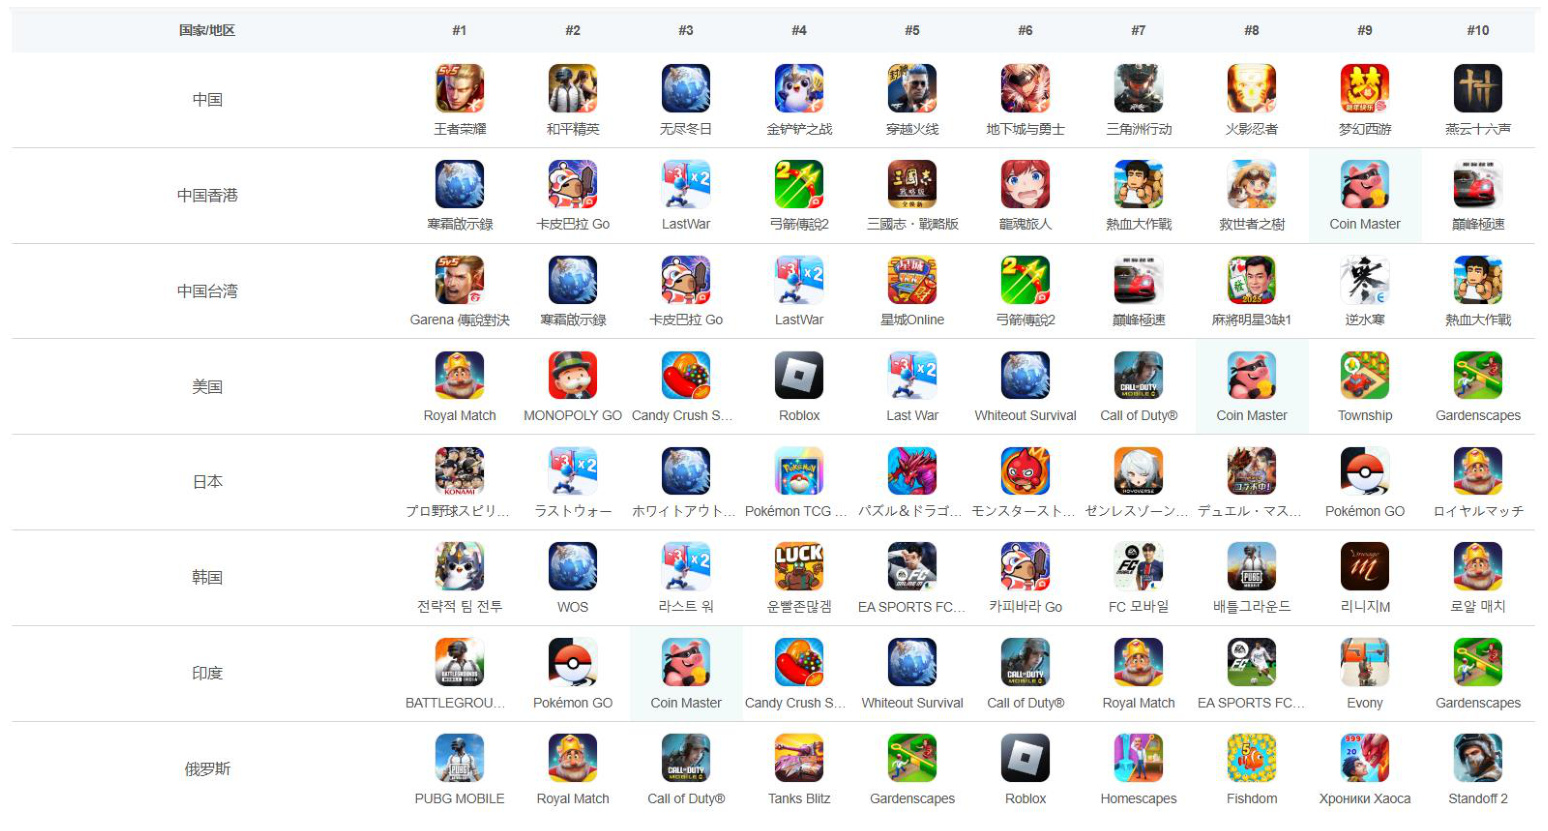 国家/地区 #1 #2 #3 #4 #5 #6 #7 #8 #9 #10
中国
王者荣耀 和平精英 无尽冬日 金铲铲之战 穿越火线 地下城与勇士 三角洲行动 火影忍者 梦幻西游 燕云十六声
中国香港
寒霜啟示錄 卡皮巴拉 Go LastWar 弓箭傳說2 三國志・戰略版 龍魂旅人 熱血大作戰 救世者之樹 Coin Master 巔峰極速
中国台湾
Garena 傳說對決 寒霜啟示錄 卡皮巴拉 Go LastWar 星城Online 弓箭傳說2 巔峰極速 麻將明星3缺1 逆水寒 熱血大作戰
美国
Royal Match MONOPOLY GO Candy Crush S... Roblox Last War Whiteout Survival Call of Duty® Coin Master Township Gardenscapes
日本
プロ野球スピリ... ラストウォー ホワイトアウト... Pokémon TCG ... パズル＆ドラゴ... モンスタースト... ゼンレスゾーン... デュエル・マス... Pokémon GO ロイヤルマッチ
韩国
전략적 팀 전투 WOS 라스트 워 운빨존많겜 EA SPORTS FC... 카피바라 Go FC 모바일 배틀그라운드 리니지M 로얄 매치
印度
BATTLEGROU... Pokémon GO Coin Master Candy Crush S... Whiteout Survival Call of Duty® Royal Match EA SPORTS FC... Evony Gardenscapes
俄罗斯
PUBG MOBILE Royal Match Call of Duty® Tanks Blitz Gardenscapes Roblox Homescapes Fishdom Хроники Хаоса Standoff 2